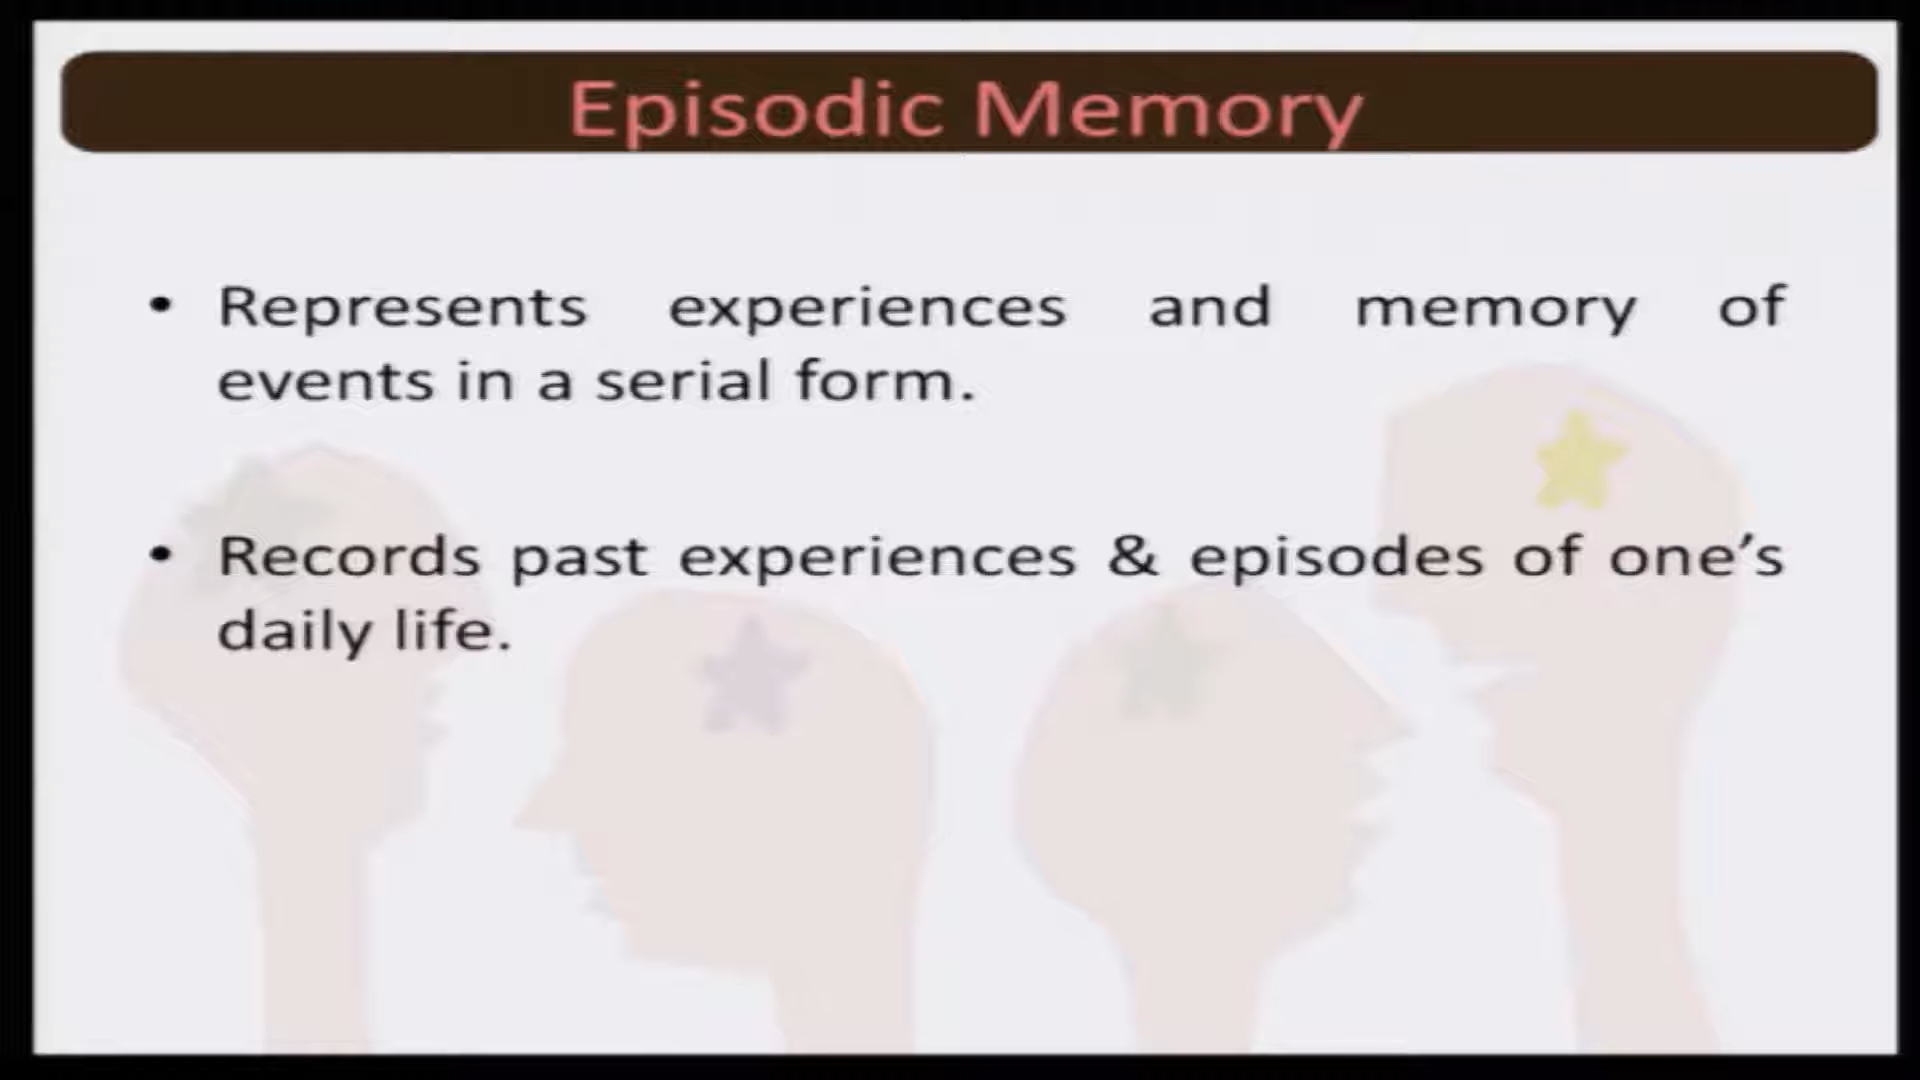 Episodic Memory
• Represents experiences and memory of
events in a serial form.
• Records past experiences & episodes of one’s
daily life.